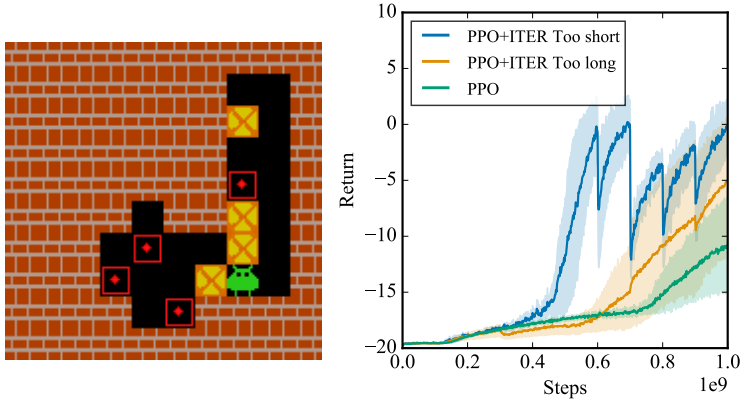 10
5
0
−5
−10
−15
−20
Return
PPO+ITER Too short
PPO+ITER Too long
PPO
0.0 0.2 0.4 0.6 0.8 1.0
1e9
Steps